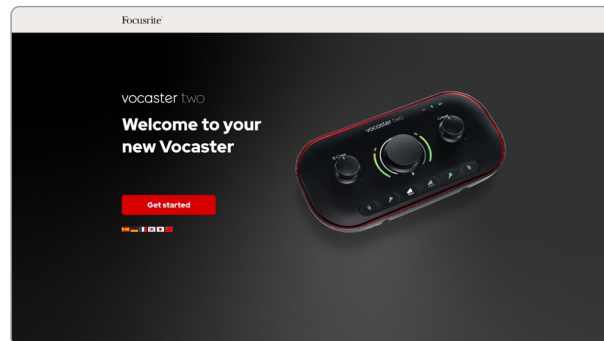 Focusrite
vocaster two
Welcome to your
new Vocaster
vocaster two
Get started